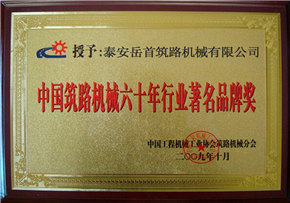 授予：泰安岳首筑路机械有限公司
中国筑路机械六十年行业著名品牌奖
中国工程机械工业协会筑路机械分会
二〇〇九年十月